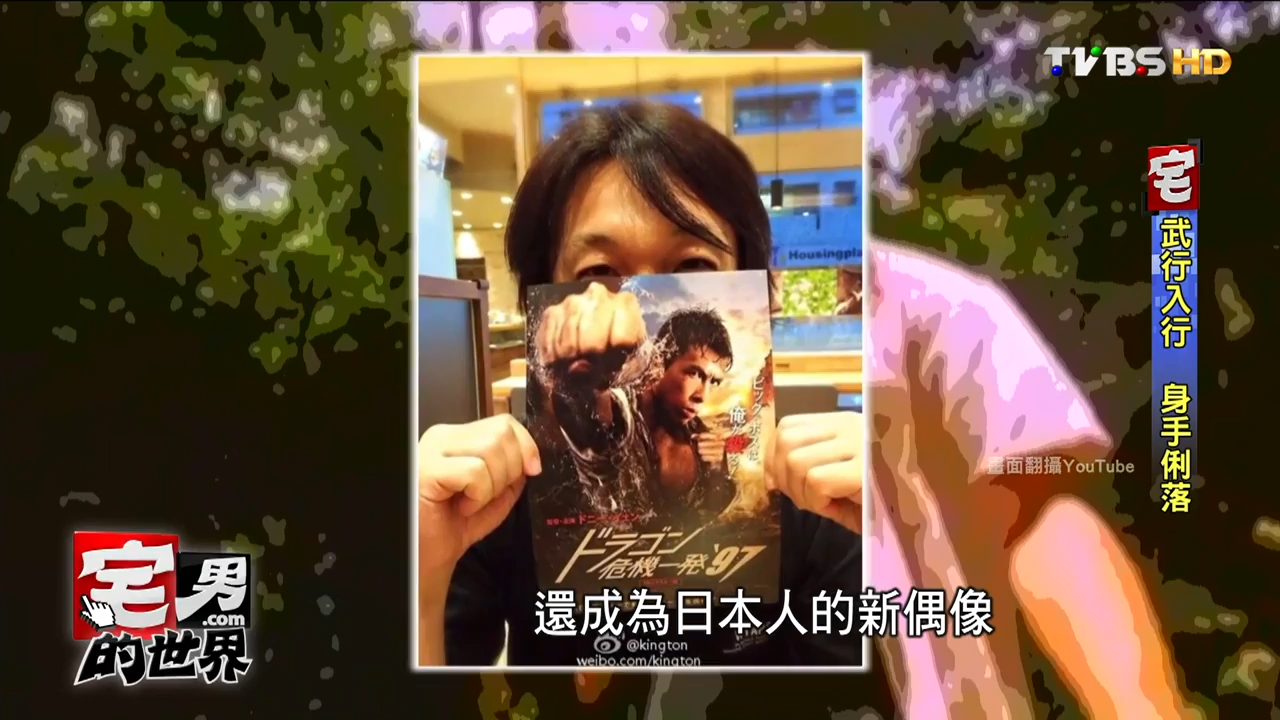 TVBS HD
宅
武行入行 身手俐落
Housingpla
畫面翻攝YouTube
ドラゴン
危機一発'97
還成為日本人的新偶像
@kington
weibo.com/kington
宅男.com
的世界